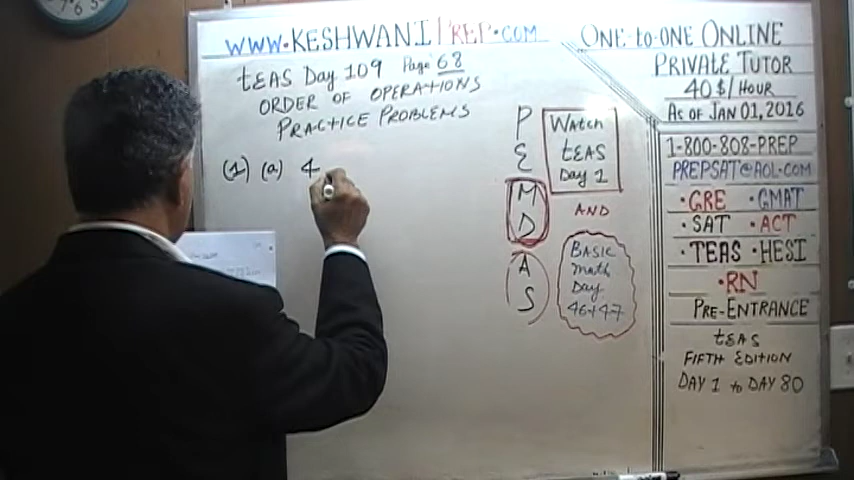 WWW.KESHWANIPREP.COM
tEAS Day 109 Page 68
ORDER OF OPERATIONS
PRACTICE PROBLEMS
(1) (a) 4
P
E
M
D
A
S
Watch
tEAS
Day 1
AND
BASIC
Math
Day
46+47
ONE-to-ONE ONLINE
PRIVATE TUTOR
40 $/HOUR
AS OF JAN 01, 2016
1-800-808-PREP
PREPSAT@AOL.COM
•GRE •GMAT
•SAT •ACT
•TEAS •HESI
•RN
PRE-ENTRANCE
tEAS
FIFTH EDITION
DAY 1 to DAY 80